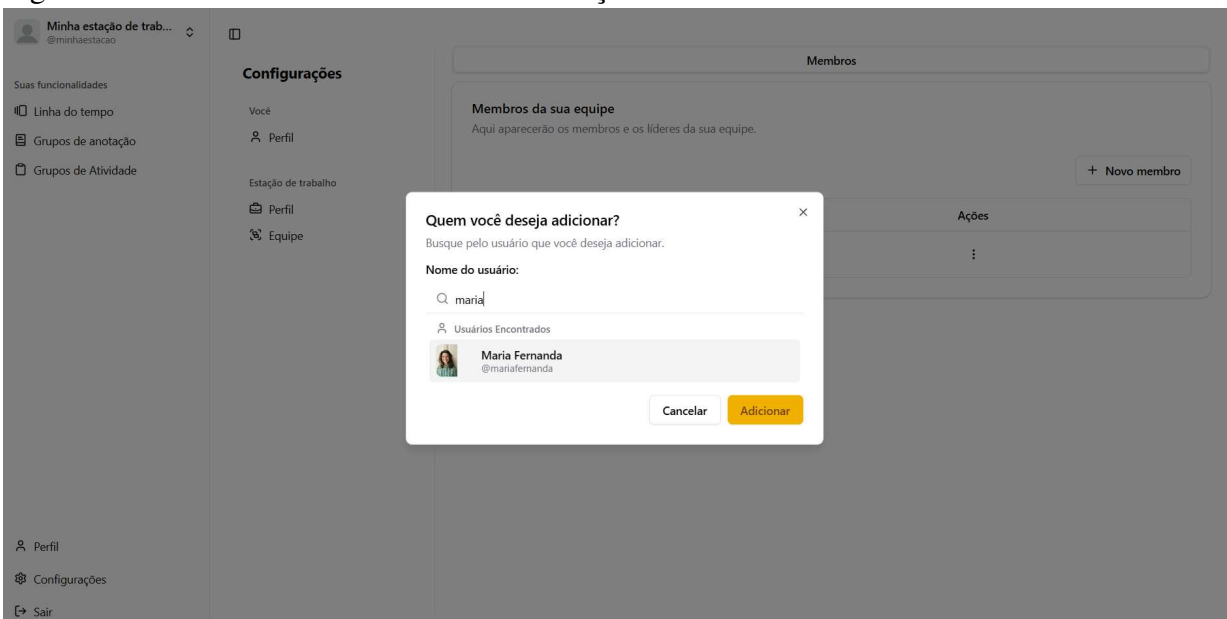 Minha estação de trab...
@minhaestacao
Suas funcionalidades
Linha do tempo
Grupos de anotação
Grupos de Atividade
Perfil
Configurações
Sair
Configurações
Você
Perfil
Estação de trabalho
Perfil
Equipe
Membros
Membros da sua equipe
Aqui aparecerão os membros e os líderes da sua equipe.
+ Novo membro
Ações
Quem você deseja adicionar?
Busque pelo usuário que você deseja adicionar.
Nome do usuário:
maria
Usuários Encontrados
Maria Fernanda
@mariafernanda
Cancelar
Adicionar